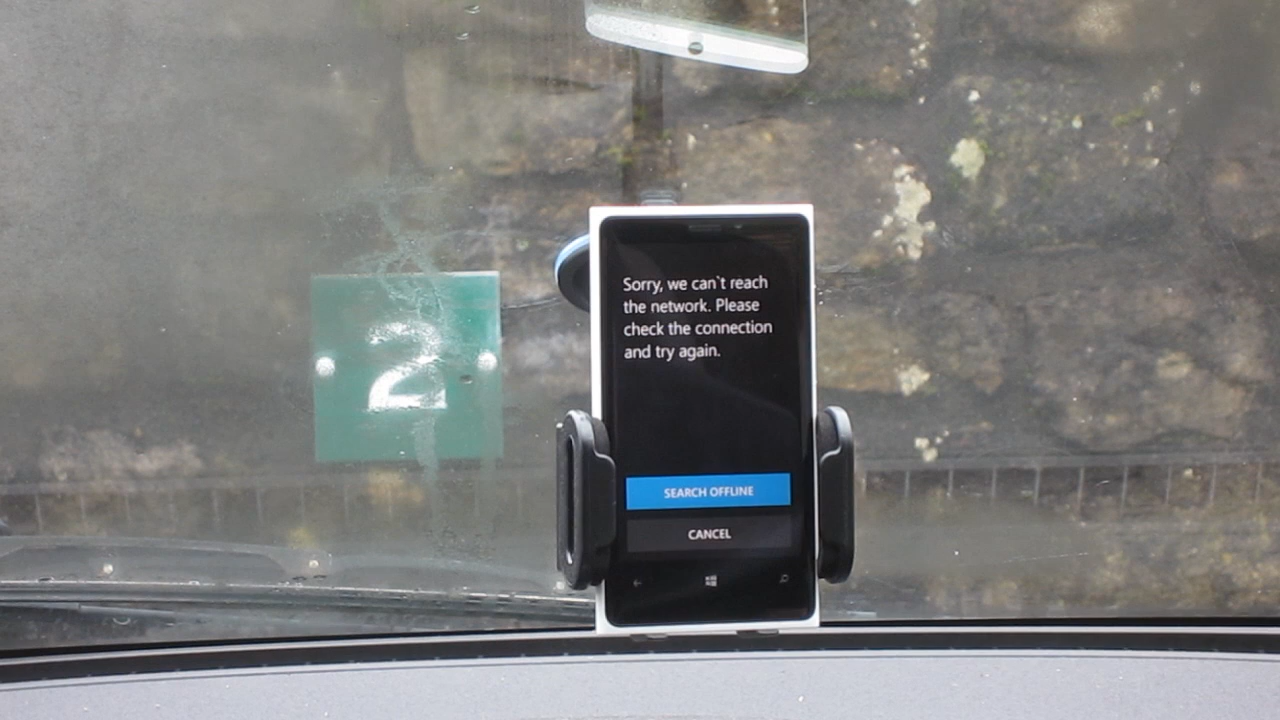 2
Sorry, we can`t reach
the network. Please
check the connection
and try again.
SEARCH OFFLINE
CANCEL